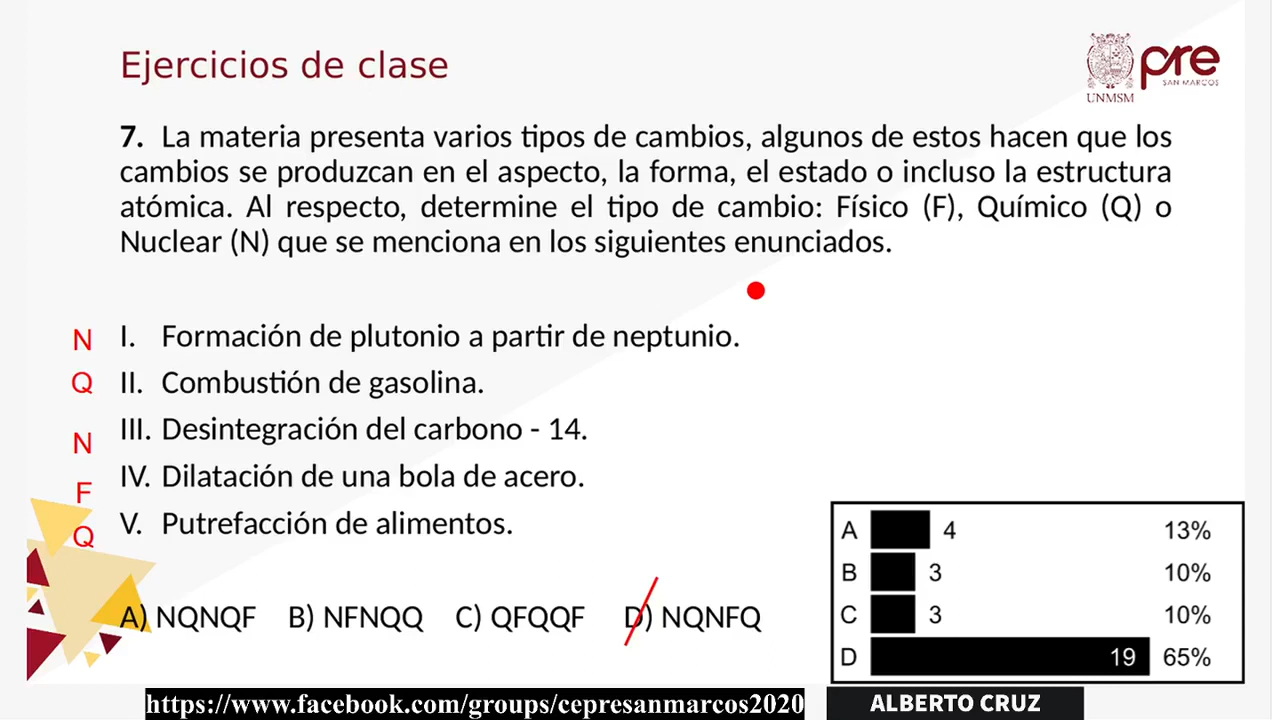 Ejercicios de clase
pre
SAN MARCOS
UNMSM
7. La materia presenta varios tipos de cambios, algunos de estos hacen que los
cambios se produzcan en el aspecto, la forma, el estado o incluso la estructura
atómica. Al respecto, determine el tipo de cambio: Físico (F), Químico (Q) o
Nuclear (N) que se menciona en los siguientes enunciados.
N I. Formación de plutonio a partir de neptunio.
Q II. Combustión de gasolina.
N III. Desintegración del carbono - 14.
F IV. Dilatación de una bola de acero.
Q V. Putrefacción de alimentos.
A) NQNQF B) NFNQQ C) QFQQF D) NQNFQ
A 4 13%
B 3 10%
C 3 10%
D 19 65%
https://www.facebook.com/groups/cepresanmarcos2020
ALBERTO CRUZ